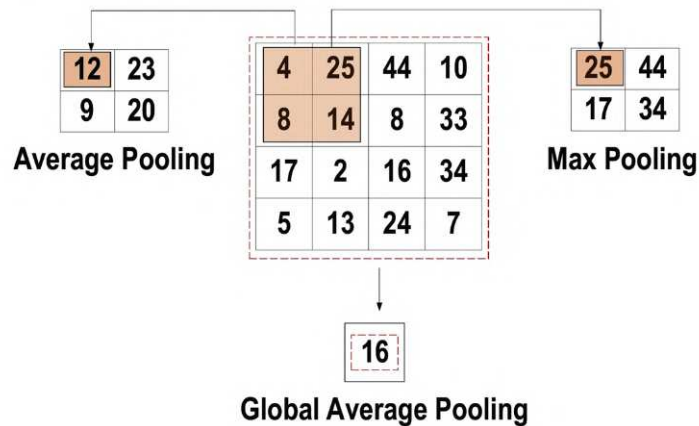 12 23
9 20
Average Pooling
4 25 44 10
8 14 8 33
17 2 16 34
5 13 24 7
25 44
17 34
Max Pooling
16
Global Average Pooling